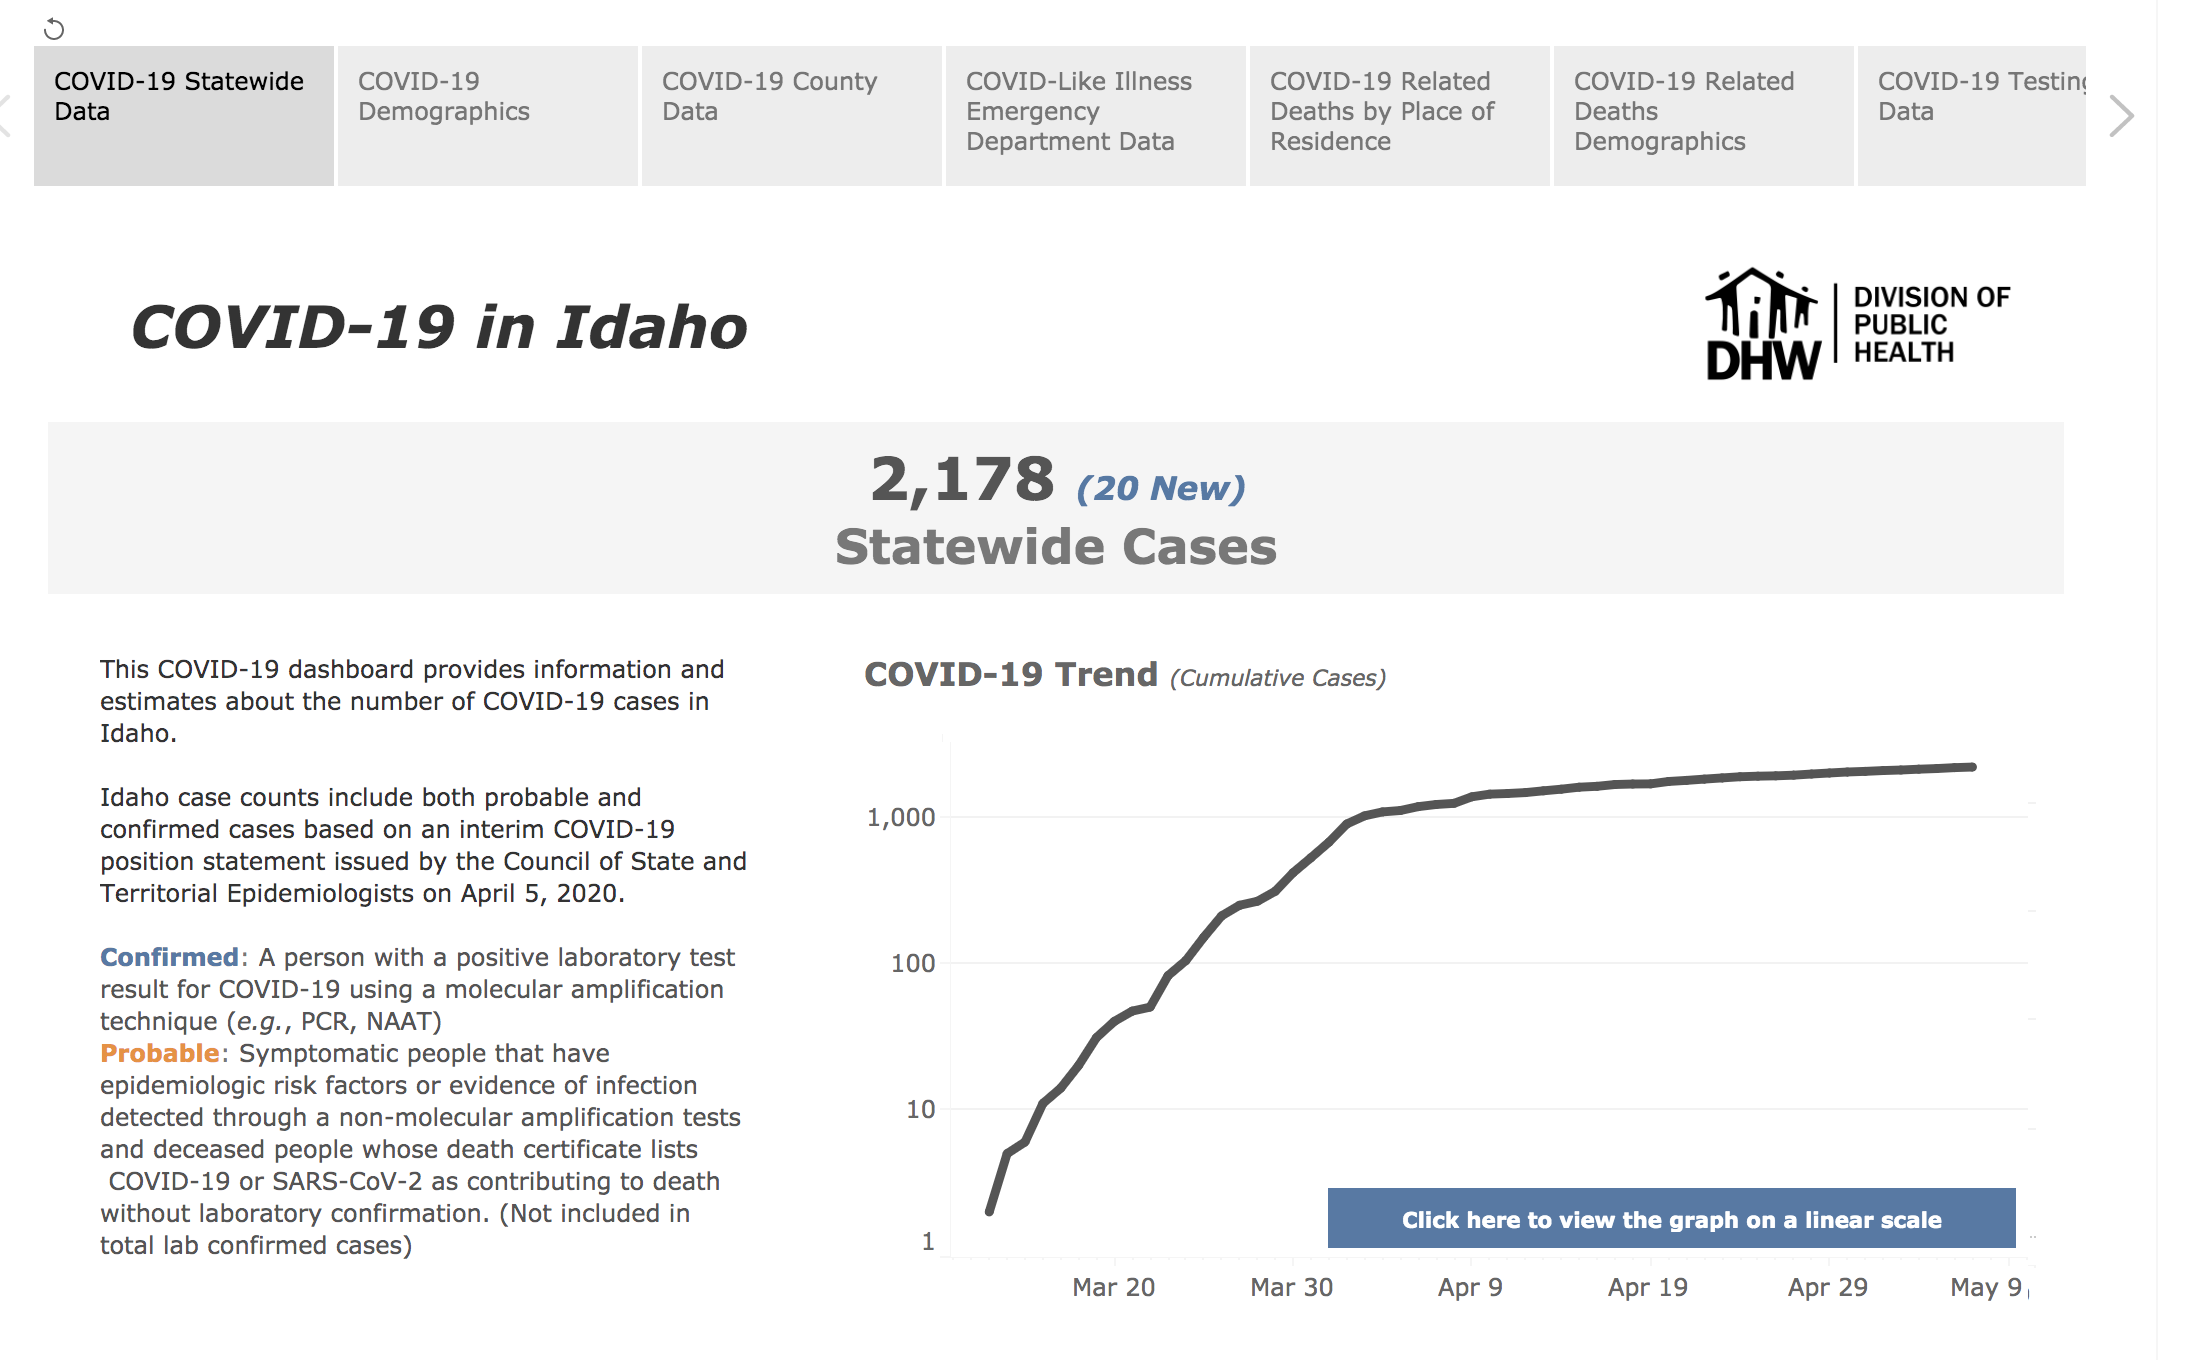 COVID-19 Statewide
Data
COVID-19
Demographics
COVID-19 County
Data
COVID-Like Illness
Emergency
Department Data
COVID-19 Related
Deaths by Place of
Residence
COVID-19 Related
Deaths
Demographics
COVID-19 Testing
Data
COVID-19 in Idaho
DHW
DIVISION OF
PUBLIC
HEALTH
2,178 (20 New)
Statewide Cases
This COVID-19 dashboard provides information and
estimates about the number of COVID-19 cases in
Idaho.
Idaho case counts include both probable and
confirmed cases based on an interim COVID-19
position statement issued by the Council of State and
Territorial Epidemiologists on April 5, 2020.
Confirmed: A person with a positive laboratory test
result for COVID-19 using a molecular amplification
technique (e.g., PCR, NAAT)
Probable: Symptomatic people that have
epidemiologic risk factors or evidence of infection
detected through a non-molecular amplification tests
and deceased people whose death certificate lists
COVID-19 or SARS-CoV-2 as contributing to death
without laboratory confirmation. (Not included in
total lab confirmed cases)
COVID-19 Trend (Cumulative Cases)
1,000
100
10
1
Click here to view the graph on a linear scale
Mar 20
Mar 30
Apr 9
Apr 19
Apr 29
May 9